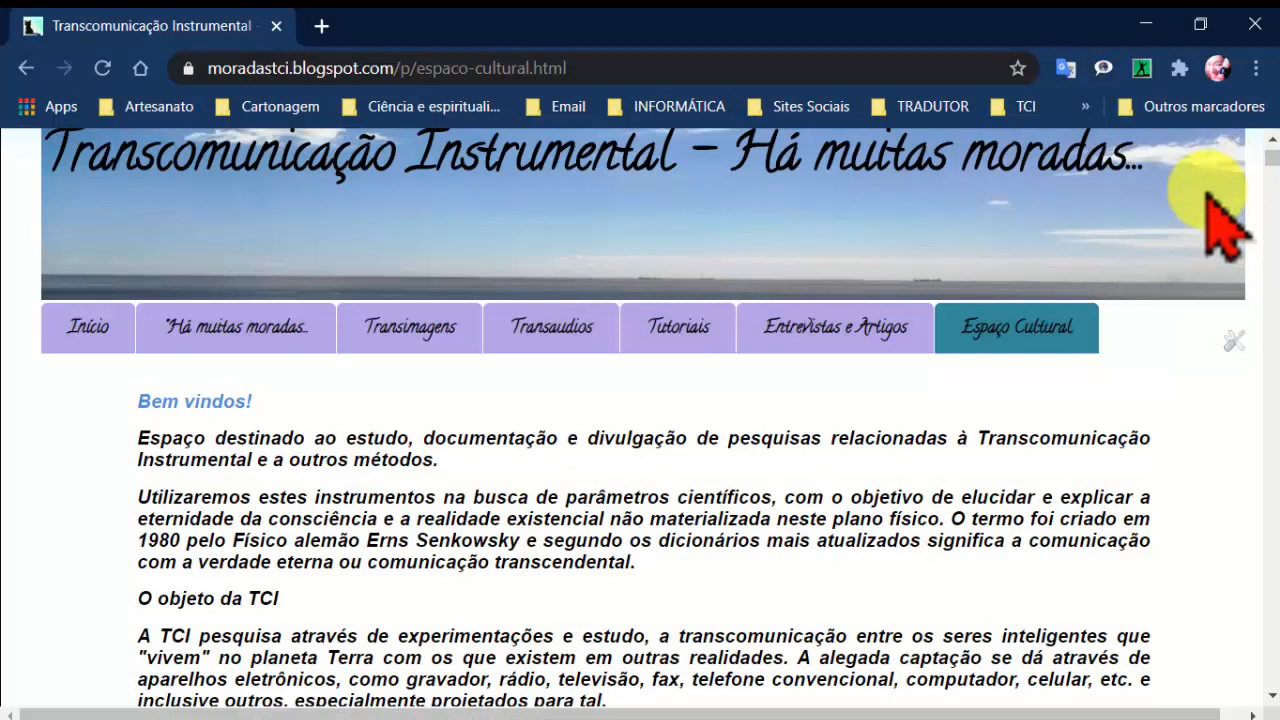 Transcomunicação Instrumental -
moradastci.blogspot.com/p/espaco-cultural.html
Apps Artesanato Cartonagem Ciência e espirituali... Email INFORMÁTICA Sites Sociais TRADUTOR TCI » Outros marcadores
Transcomunicação Instrumental - Há muitas moradas...
Início "Há muitas moradas... Transimagens Transaudios Tutoriais Entrevistas e Artigos Espaço Cultural
Bem vindos!
Espaço destinado ao estudo, documentação e divulgação de pesquisas relacionadas à Transcomunicação
Instrumental e a outros métodos.
Utilizaremos estes instrumentos na busca de parâmetros científicos, com o objetivo de elucidar e explicar a
eternidade da consciência e a realidade existencial não materializada neste plano físico. O termo foi criado em
1980 pelo Físico alemão Erns Senkowsky e segundo os dicionários mais atualizados significa a comunicação
com a verdade eterna ou comunicação transcendental.
O objeto da TCI
A TCI pesquisa através de experimentações e estudo, a transcomunicação entre os seres inteligentes que
"vivem" no planeta Terra com os que existem em outras realidades. A alegada captação se dá através de
aparelhos eletrônicos, como gravador, rádio, televisão, fax, telefone convencional, computador, celular, etc. e
inclusive outros, especialmente projetados para tal.